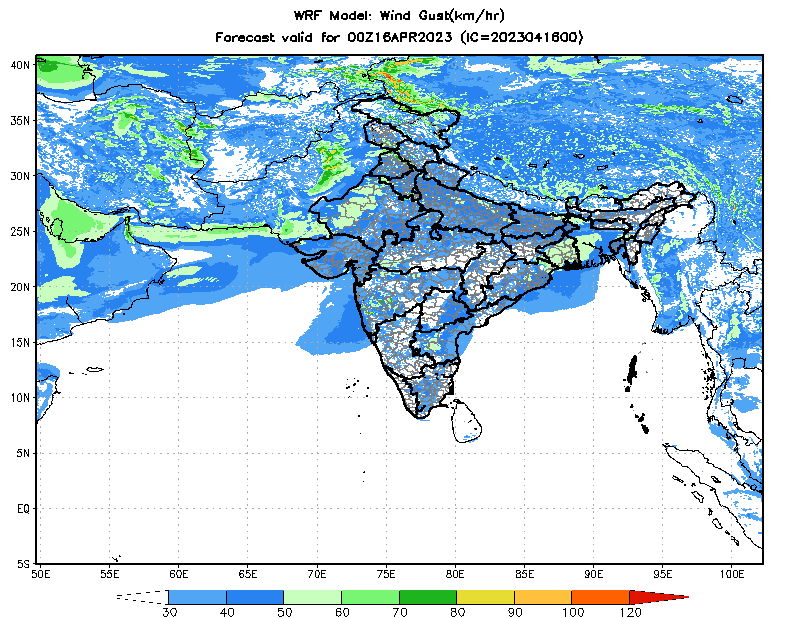 WRF Model: Wind Gust(km/hr)
Forecast valid for 00Z16APR2023 (IC=2023041600)
40N
35N
30N
25N
20N
15N
10N
5N
EQ
5S
50E 55E 60E 65E 70E 75E 80E 85E 90E 95E 100E
30 40 50 60 70 80 90 100 120